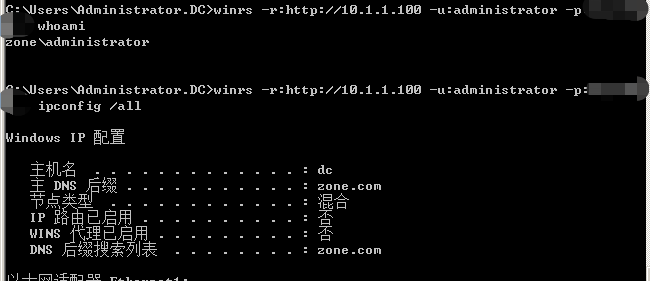 C:\Users\Administrator.DC>winrs -r:http://10.1.1.100 -u:administrator -p
whoami
zone\administrator
C:\Users\Administrator.DC>winrs -r:http://10.1.1.100 -u:administrator -p:
ipconfig /all
Windows IP 配置
主机名 . . . . . . . . . . . . . : dc
主 DNS 后缀 . . . . . . . . . . . : zone.com
节点类型 . . . . . . . . . . . . : 混合
IP 路由已启用 . . . . . . . . . . : 否
WINS 代理已启用 . . . . . . . . . : 否
DNS 后缀搜索列表 . . . . . . . . : zone.com
以太网适配器 Ethernet1: